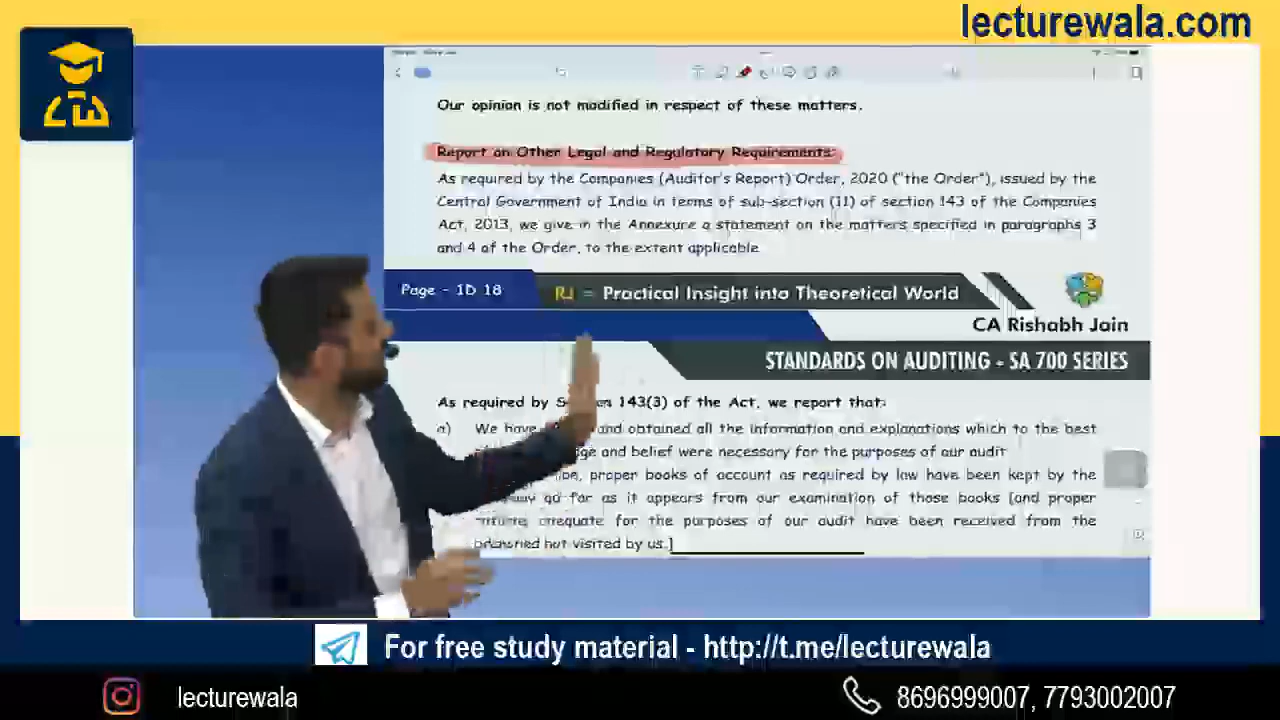 lecturewala.com
Our opinion is not modified in respect of these matters.
Report on Other Legal and Regulatory Requirements
As required by the Companies (Auditor's Report) Order, 2020 ("the Order"), issued by the
Central Government of India in terms of sub-section (11) of section 143 of the Companies
Act, 2013, we give in the Annexure a statement on the matters specified in paragraphs 3
and 4 of the Order, to the extent applicable
Page - 1D 18
RJ = Practical Insight into Theoretical World
CA Rishabh Jain
STANDARDS ON AUDITING - SA 700 SERIES
As required by 143(3) of the Act, we report that:
a) We have and obtained all the information and explanations which to the best
and belief were necessary for the purposes of our audit
proper books of account as required by law have been kept by the
so far as it appears from our examination of those books [and proper
adequate for the purposes of our audit have been received from the
not visited by us.]
For free study material - http://t.me/lecturewala
lecturewala
8696999007, 7793002007